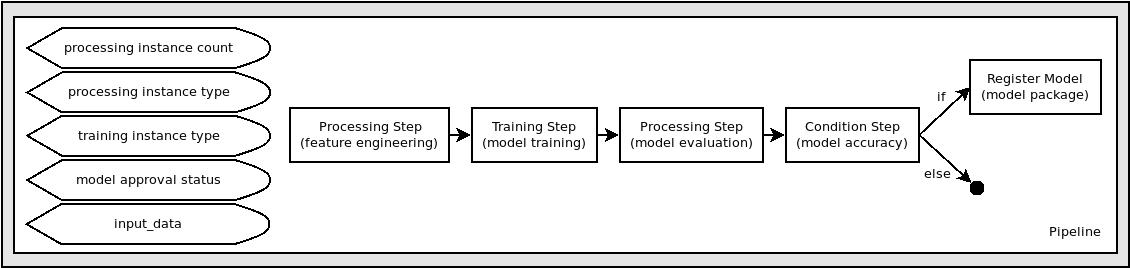 processing instance count
processing instance type
training instance type
model approval status
input_data
Processing Step
(feature engineering)
Training Step
(model training)
Processing Step
(model evaluation)
Condition Step
(model accuracy)
if
else
Register Model
(model package)
Pipeline